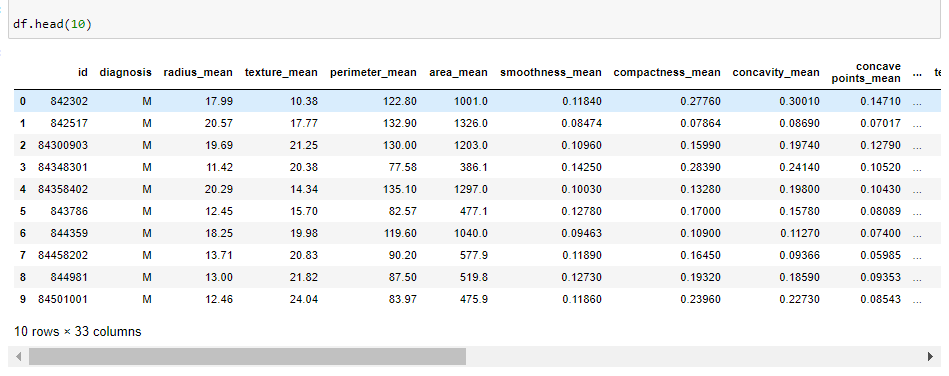 df.head(10)
id diagnosis radius_mean texture_mean perimeter_mean area_mean smoothness_mean compactness_mean concavity_mean concave points_mean ... te
0 842302 M 17.99 10.38 122.80 1001.0 0.11840 0.27760 0.30010 0.14710 ...
1 842517 M 20.57 17.77 132.90 1326.0 0.08474 0.07864 0.08690 0.07017 ...
2 84300903 M 19.69 21.25 130.00 1203.0 0.10960 0.15990 0.19740 0.12790 ...
3 84348301 M 11.42 20.38 77.58 386.1 0.14250 0.28390 0.24140 0.10520 ...
4 84358402 M 20.29 14.34 135.10 1297.0 0.10030 0.13280 0.19800 0.10430 ...
5 843786 M 12.45 15.70 82.57 477.1 0.12780 0.17000 0.15780 0.08089 ...
6 844359 M 18.25 19.98 119.60 1040.0 0.09463 0.10900 0.11270 0.07400 ...
7 84458202 M 13.71 20.83 90.20 577.9 0.11890 0.16450 0.09366 0.05985 ...
8 844981 M 13.00 21.82 87.50 519.8 0.12730 0.19320 0.18590 0.09353 ...
9 84501001 M 12.46 24.04 83.97 475.9 0.11860 0.23960 0.22730 0.08543 ...
10 rows × 33 columns